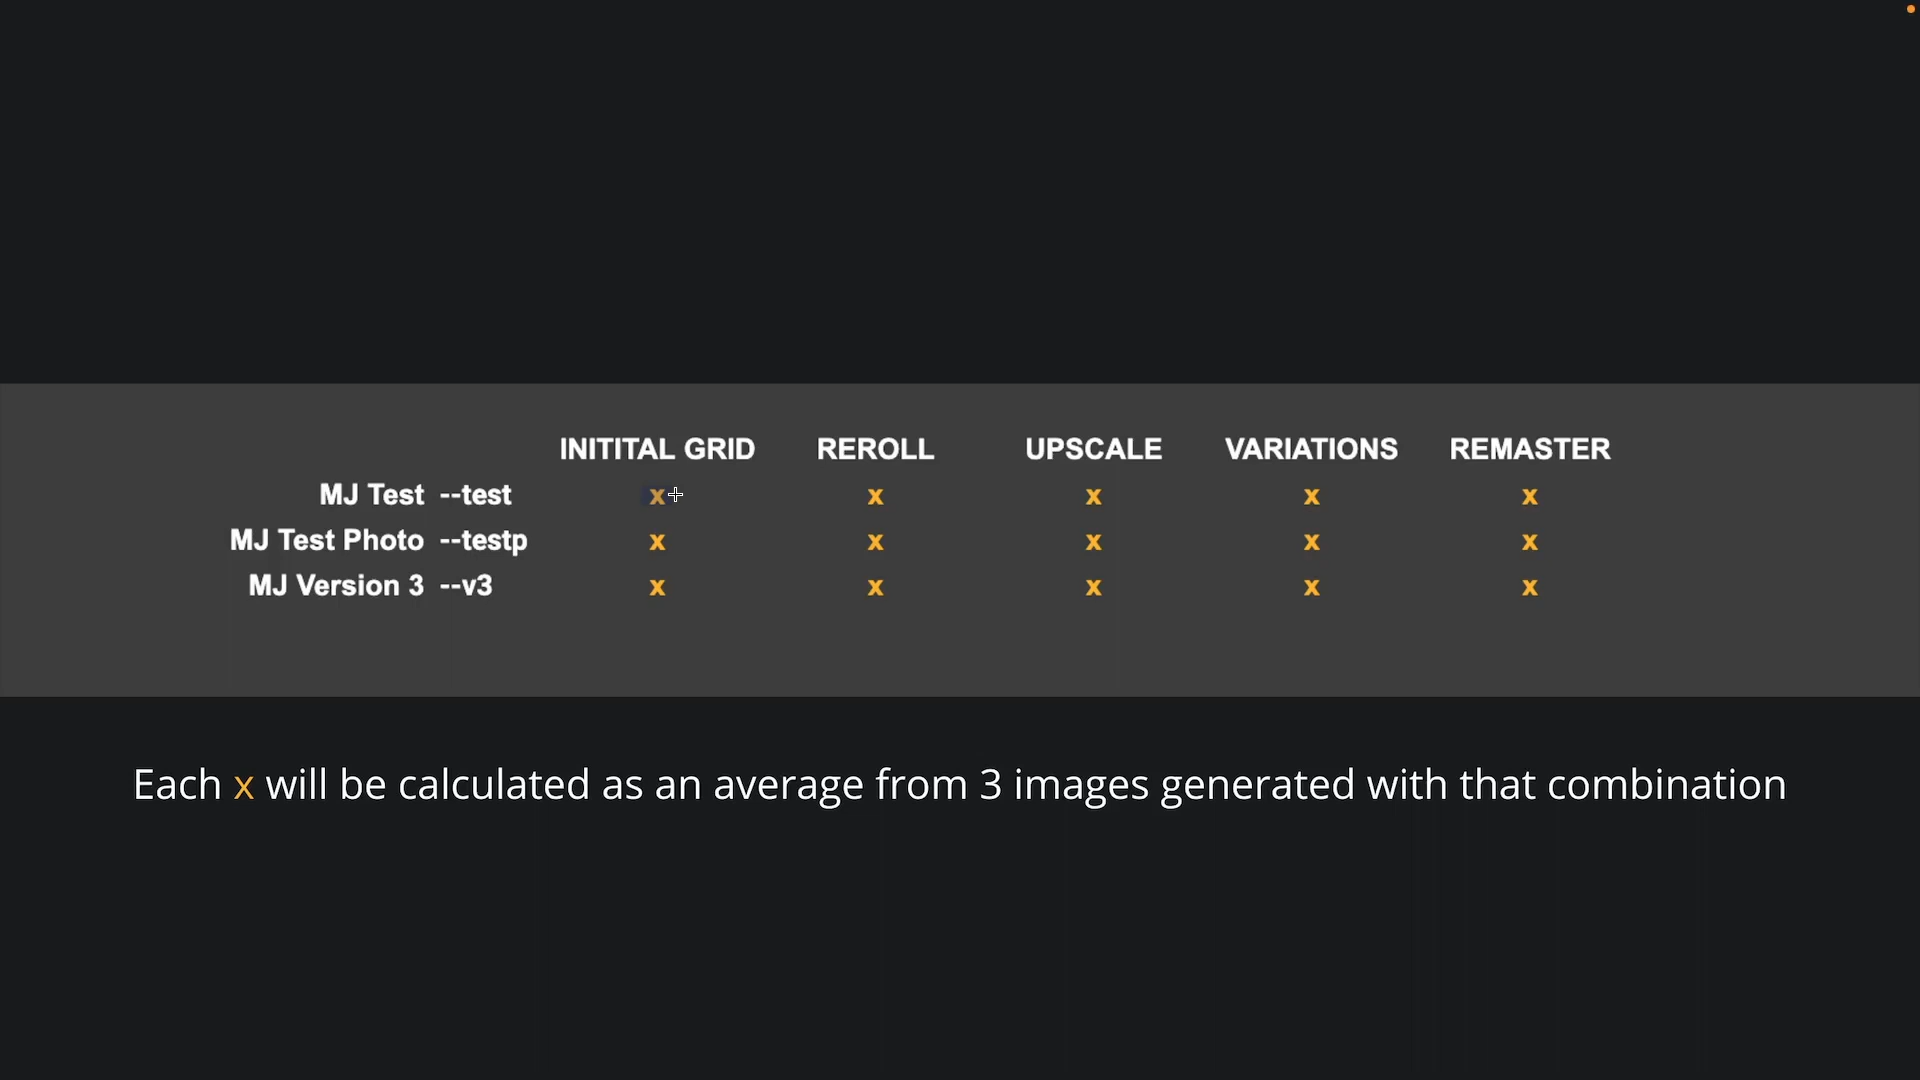 INITITAL GRID REROLL UPSCALE VARIATIONS REMASTER
MJ Test --test x x x x x
MJ Test Photo --testp x x x x x
MJ Version 3 --v3 x x x x x
Each x will be calculated as an average from 3 images generated with that combination